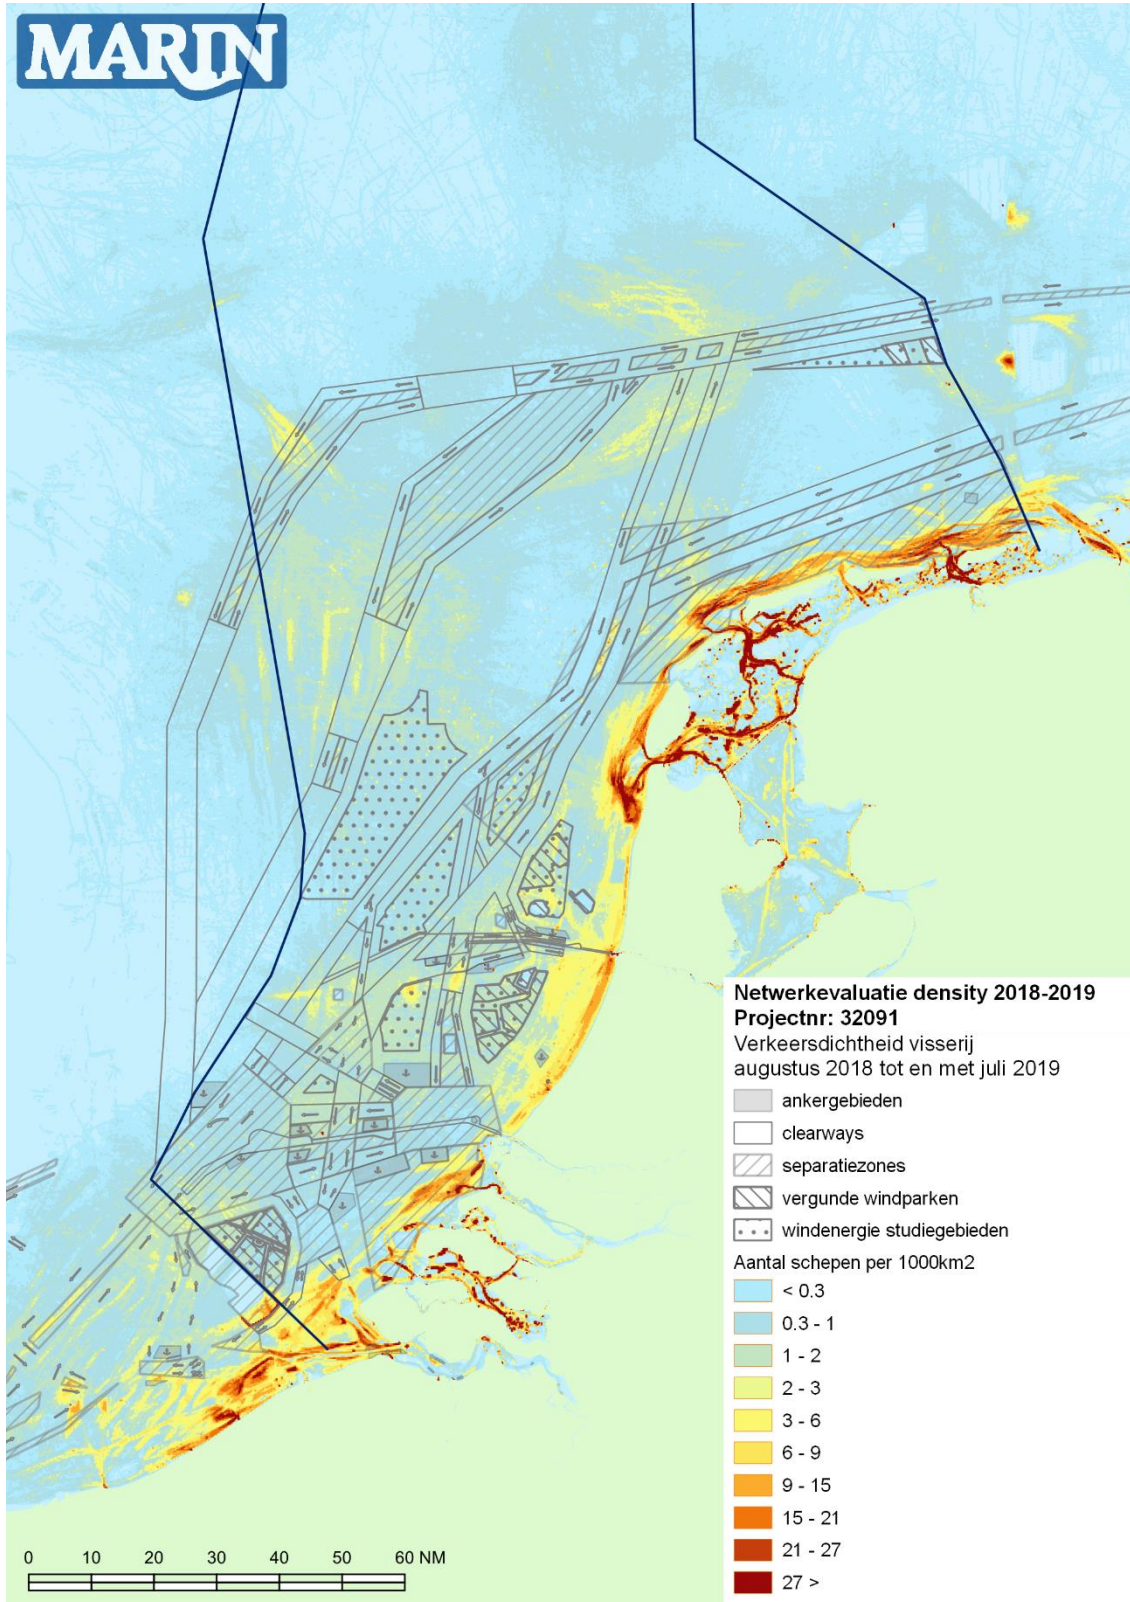 MARIN
Netwerkevaluatie density 2018-2019
Projectnr: 32091
Verkeersdichtheid visserij
augustus 2018 tot en met juli 2019
ankergebieden
clearways
separatiezones
vergunde windparken
windenergie studiegebieden
Aantal schepen per 1000km2
< 0.3
0.3 - 1
1 - 2
2 - 3
3 - 6
6 - 9
9 - 15
15 - 21
21 - 27
27 >
0 10 20 30 40 50 60 NM